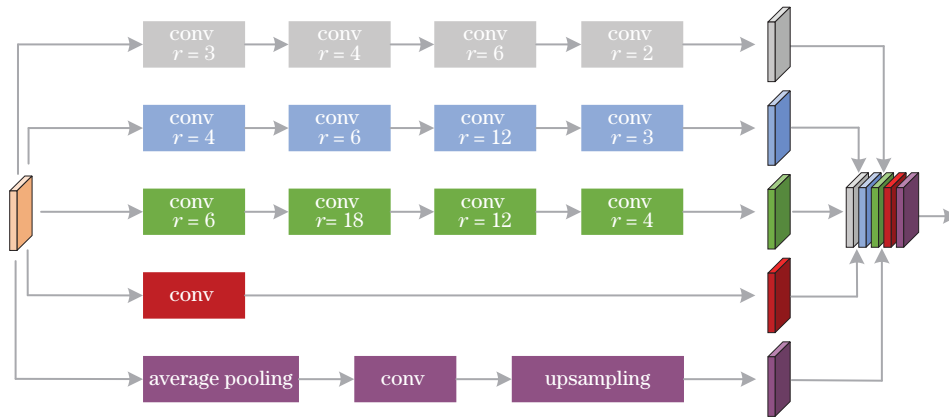 conv
r = 3
conv
r = 4
conv
r = 6
conv
r = 2
conv
r = 4
conv
r = 6
conv
r = 12
conv
r = 3
conv
r = 6
conv
r= 18
conv
r = 12
conv
r = 4
conv
average pooling
conv
upsampling